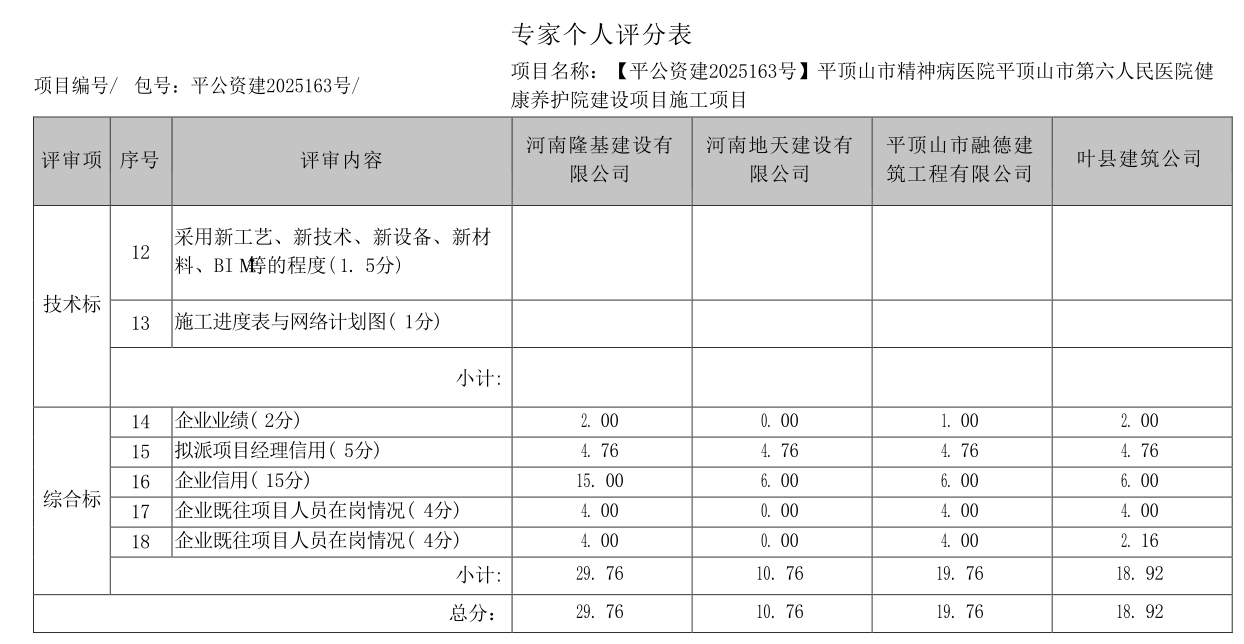 专家个人评分表
项目编号/ 包号：平公资建2025163号/
项目名称：【平公资建2025163号】平顶山市精神病医院平顶山市第六人民医院健
康养护院建设项目施工项目
评审项 序号 评审内容 河南隆基建设有限公司 河南地天建设有限公司 平顶山市融德建筑工程有限公司 叶县建筑公司
技术标
12 采用新工艺、新技术、新设备、新材
料、BIM等的程度(1.5分)
13 施工进度表与网络计划图(1分)
小计:
综合标
14 企业业绩(2分) 2.00 0.00 1.00 2.00
15 拟派项目经理信用(5分) 4.76 4.76 4.76 4.76
16 企业信用(15分) 15.00 6.00 6.00 6.00
17 企业既往项目人员在岗情况(4分) 4.00 0.00 4.00 4.00
18 企业既往项目人员在岗情况(4分) 4.00 0.00 4.00 2.16
小计: 29.76 10.76 19.76 18.92
总分： 29.76 10.76 19.76 18.92